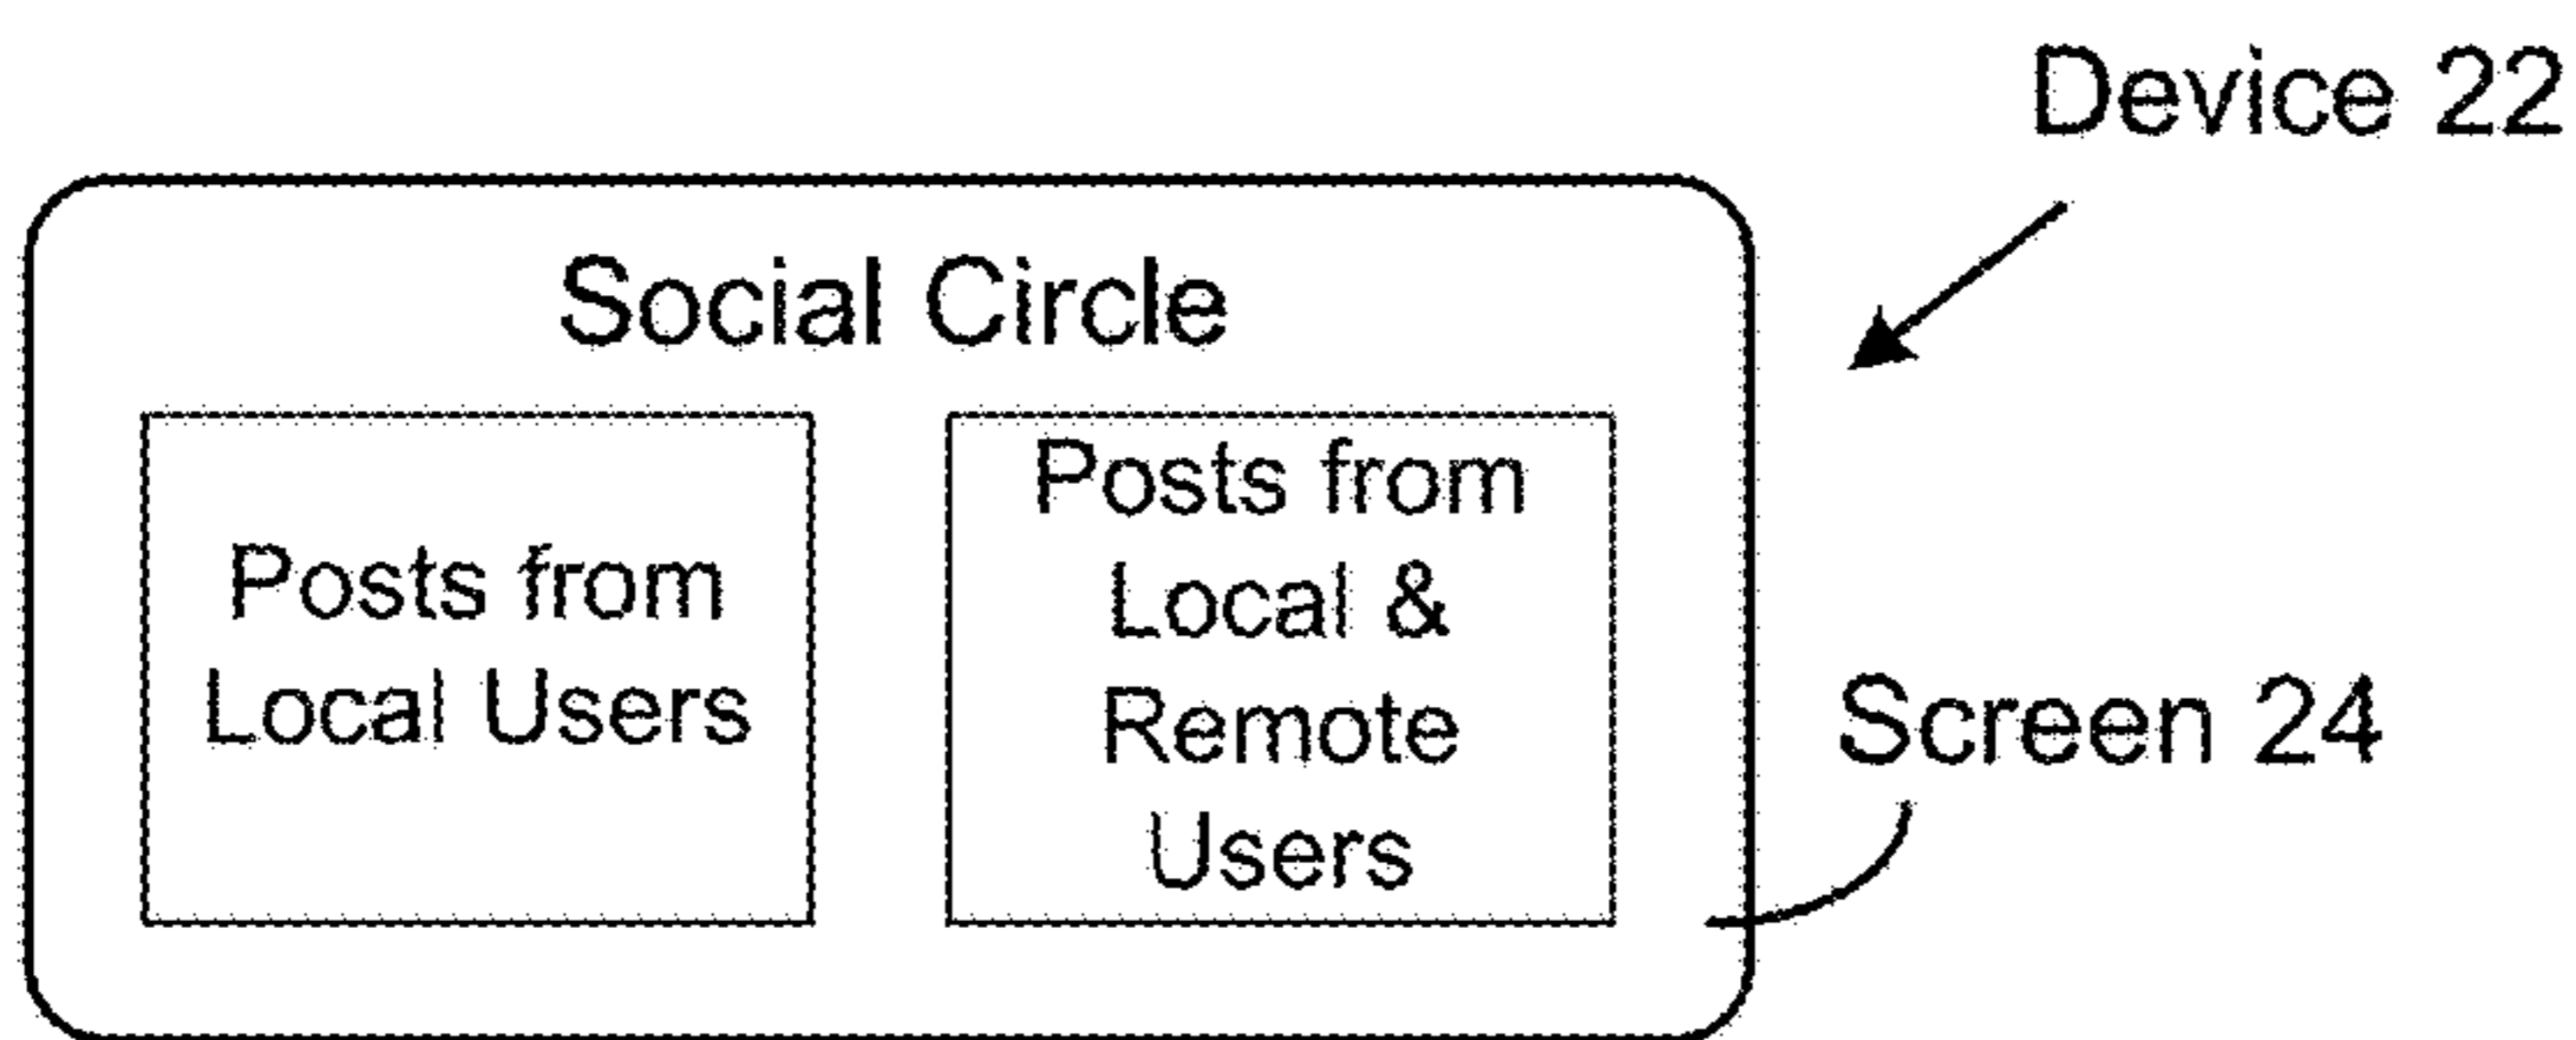 Device 22
Social Circle
Posts from
Local Users
Posts from
Local &
Remote
Users
Screen 24